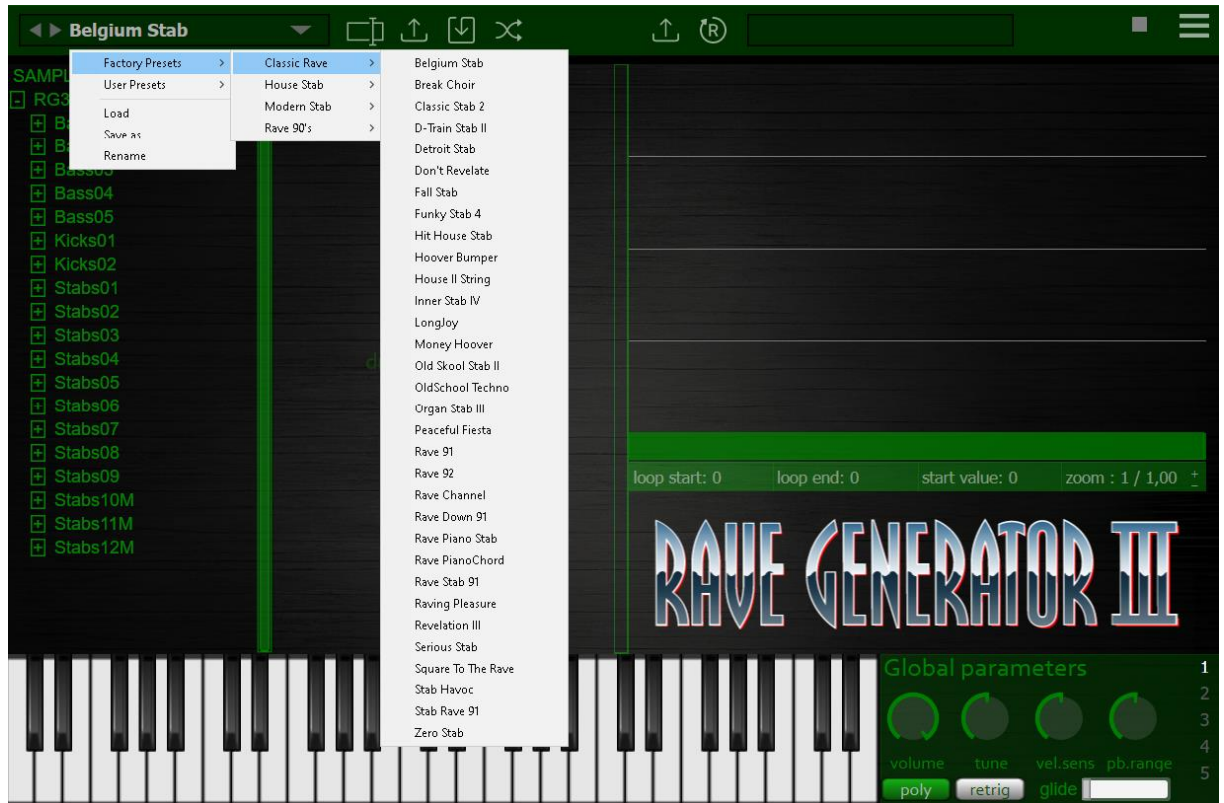 Belgium Stab
R
Factory Presets
User Presets
Load
Save as
Rename
Classic Rave
House Stab
Modern Stab
Rave 90's
Belgium Stab
Break Choir
Classic Stab 2
D-Train Stab II
Detroit Stab
Don't Revelate
Fall Stab
Funky Stab 4
Hit House Stab
Hoover Bumper
House II String
Inner Stab IV
LongJoy
Money Hoover
Old Skool Stab II
OldSchool Techno
Organ Stab III
Peaceful Fiesta
Rave 91
Rave 92
Rave Channel
Rave Down 91
Rave Piano Stab
Rave PianoChord
Rave Stab 91
Raving Pleasure
Revelation III
Serious Stab
Square To The Rave
Stab Havoc
Stab Rave 91
Zero Stab
Bass03
Bass04
Bass05
Kicks01
Kicks02
Stabs01
Stabs02
Stabs03
Stabs04
Stabs05
Stabs06
Stabs07
Stabs08
Stabs09
Stabs10M
Stabs11M
Stabs12M
loop start: 0 loop end: 0 start value: 0 zoom : 1 / 1,00 + -
RAVE GENERATOR III
Global parameters
1
2
3
4
5
volume tune vel.sens pb.range
poly retrig glide